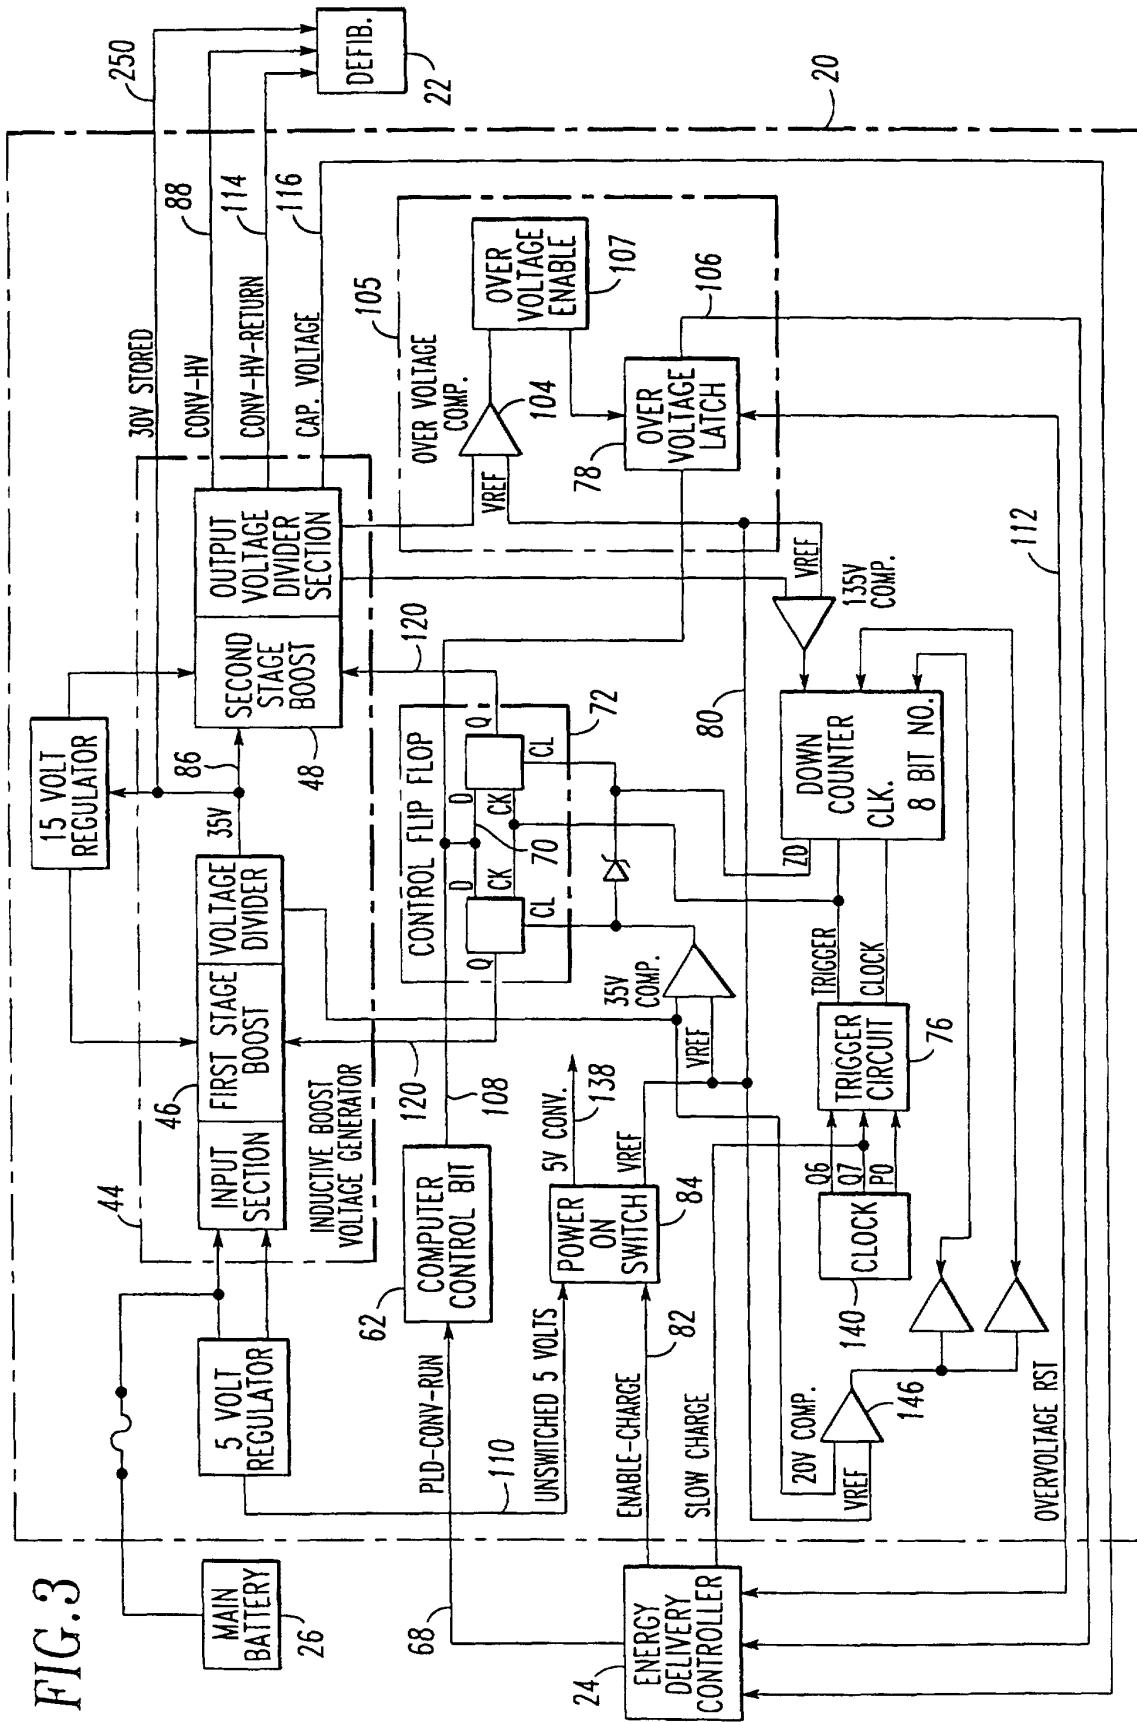 FIG.3
MAIN
BATTERY
26
5 VOLT
REGULATOR
44
INPUT
SECTION
46
FIRST STAGE
BOOST
VOLTAGE
DIVIDER
INDUCTIVE BOOST
VOLTAGE GENERATOR
15 VOLT
REGULATOR
35V
86
SECOND
STAGE
BOOST
48
OUTPUT
VOLTAGE
DIVIDER
SECTION
30V STORED
CONV-HV
CONV-HV-RETURN
CAP. VOLTAGE
250
88
114
116
DEFIB.
22
20
120
120
68
PLD-CONV-RUN
110
62
COMPUTER
CONTROL BIT
108
CONTROL FLIP FLOP
Q
D
CK
CL
70
D
CK
Q
CL
72
105
OVER VOLTAGE
COMP.
VREF
104
OVER
VOLTAGE
ENABLE
107
78
OVER
VOLTAGE
LATCH
106
UNSWITCHED 5 VOLTS
ENABLE-CHARGE
82
POWER
ON
SWITCH
84
5V CONV.
138
VREF
35V
COMP.
VREF
80
24
ENERGY
DELIVERY
CONTROLLER
SLOW CHARGE
20V COMP.
VREF
146
CLOCK
140
Q6
Q7
P0
TRIGGER
CIRCUIT
76
TRIGGER
CLOCK
ZD
DOWN
COUNTER
CLK.
8 BIT NO.
135V
COMP.
VREF
OVERVOLTAGE RST
112